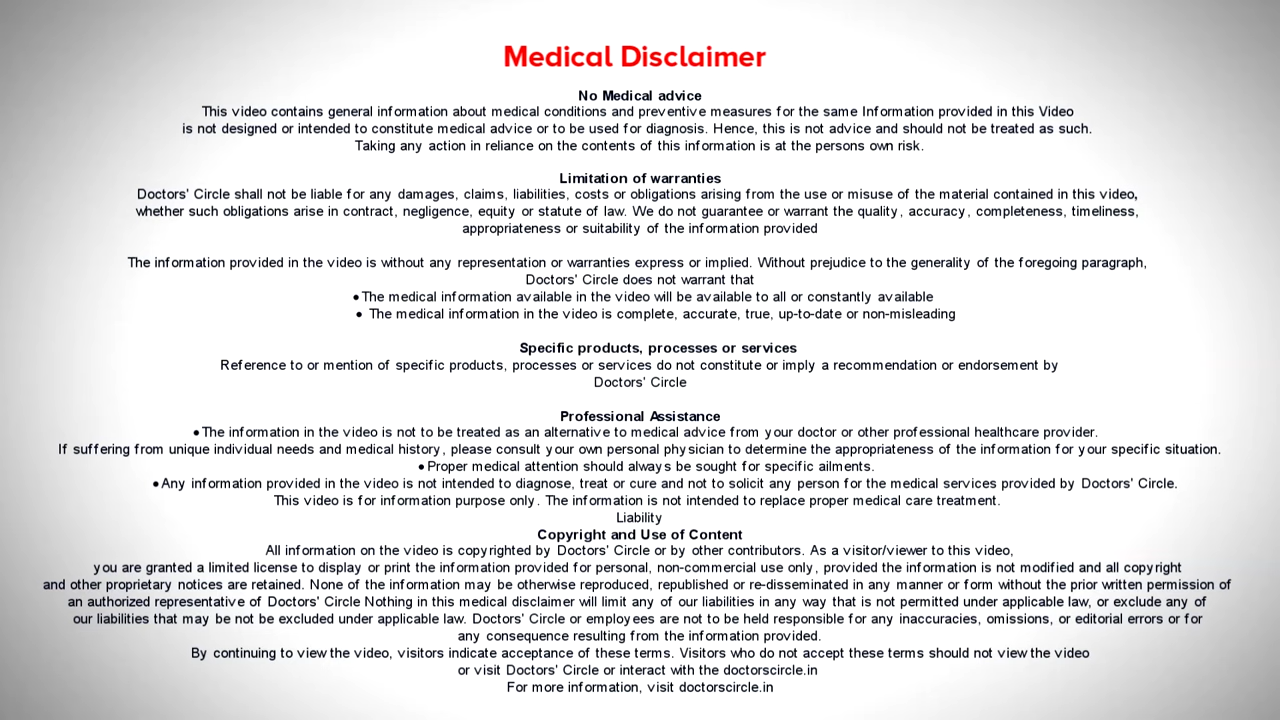 Medical Disclaimer
No Medical advice
This video contains general information about medical conditions and preventive measures for the same Information provided in this Video
is not designed or intended to constitute medical advice or to be used for diagnosis. Hence, this is not advice and should not be treated as such.
Taking any action in reliance on the contents of this information is at the persons own risk.
Limitation of warranties
Doctors' Circle shall not be liable for any damages, claims, liabilities, costs or obligations arising from the use or misuse of the material contained in this video,
whether such obligations arise in contract, negligence, equity or statute of law. We do not guarantee or warrant the quality, accuracy, completeness, timeliness,
appropriateness or suitability of the information provided
The information provided in the video is without any representation or warranties express or implied. Without prejudice to the generality of the foregoing paragraph,
Doctors' Circle does not warrant that
•The medical information available in the video will be available to all or constantly available
• The medical information in the video is complete, accurate, true, up-to-date or non-misleading
Specific products, processes or services
Reference to or mention of specific products, processes or services do not constitute or imply a recommendation or endorsement by
Doctors' Circle
Professional Assistance
•The information in the video is not to be treated as an alternative to medical advice from your doctor or other professional healthcare provider.
If suffering from unique individual needs and medical history, please consult your own personal physician to determine the appropriateness of the information for your specific situation.
•Proper medical attention should always be sought for specific ailments.
•Any information provided in the video is not intended to diagnose, treat or cure and not to solicit any person for the medical services provided by Doctors' Circle.
This video is for information purpose only. The information is not intended to replace proper medical care treatment.
Liability
Copyright and Use of Content
All information on the video is copyrighted by Doctors' Circle or by other contributors. As a visitor/viewer to this video,
you are granted a limited license to display or print the information provided for personal, non-commercial use only, provided the information is not modified and all copyright
and other proprietary notices are retained. None of the information may be otherwise reproduced, republished or re-disseminated in any manner or form without the prior written permission of
an authorized representative of Doctors' Circle Nothing in this medical disclaimer will limit any of our liabilities in any way that is not permitted under applicable law, or exclude any of
our liabilities that may be not be excluded under applicable law. Doctors' Circle or employees are not to be held responsible for any inaccuracies, omissions, or editorial errors or for
any consequence resulting from the information provided.
By continuing to view the video, visitors indicate acceptance of these terms. Visitors who do not accept these terms should not view the video
or visit Doctors' Circle or interact with the doctorscircle.in
For more information, visit doctorscircle.in